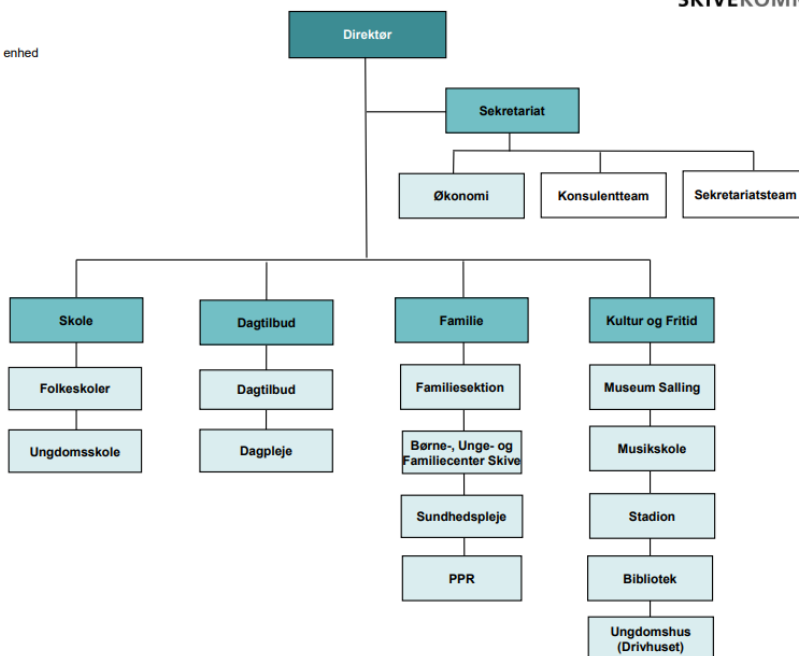 Direktør
enhed
Sekretariat
Økonomi
Konsulentteam
Sekretariatsteam
Skole
Dagtilbud
Familie
Kultur og Fritid
Folkeskoler
Dagtilbud
Familiesektion
Museum Salling
Ungdomsskole
Dagpleje
Børne-, Unge- og
Familiecenter Skive
Musikskole
Sundhedspleje
Stadion
PPR
Bibliotek
Ungdomshus
(Drivhuset)